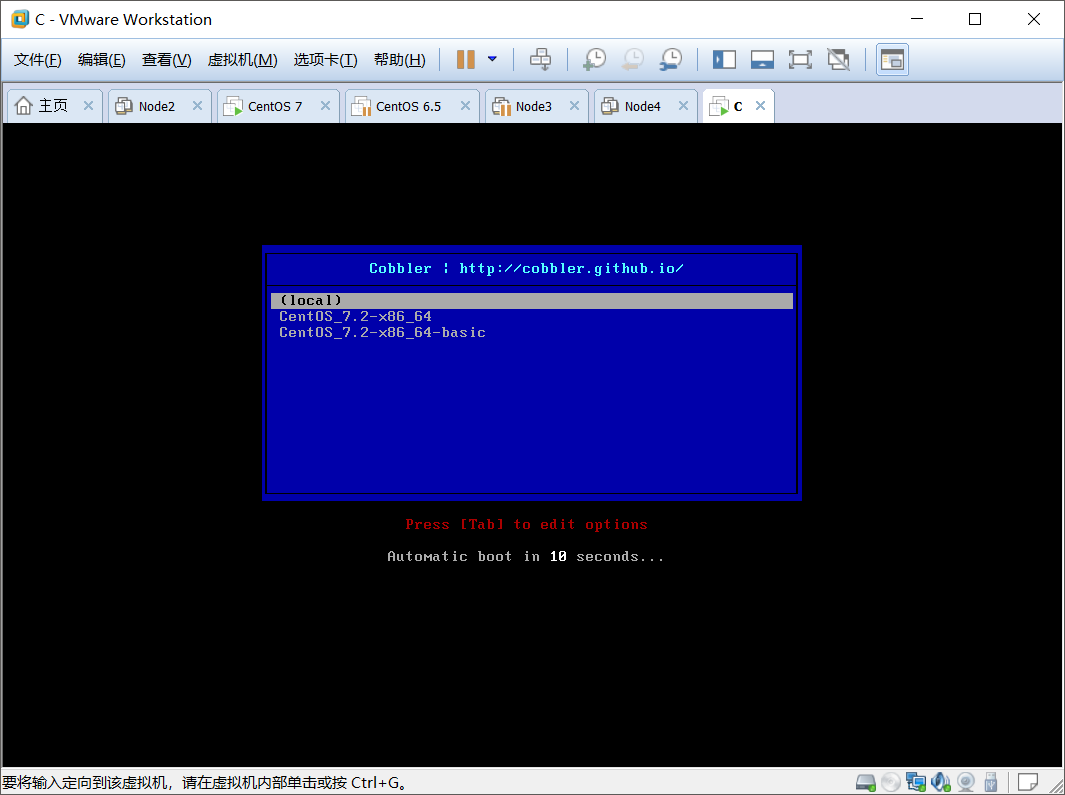 C - VMware Workstation
文件(F) 编辑(E) 查看(V) 虚拟机(M) 选项卡(T) 帮助(H)
主页 Node2 CentOS 7 CentOS 6.5 Node3 Node4 C
Cobbler ¦ http://cobbler.github.io/
(local)
CentOS_7.2-x86_64
CentOS_7.2-x86_64-basic
Press [Tab] to edit options
Automatic boot in 10 seconds...
要将输入定向到该虚拟机，请在虚拟机内部单击或按 Ctrl+G。